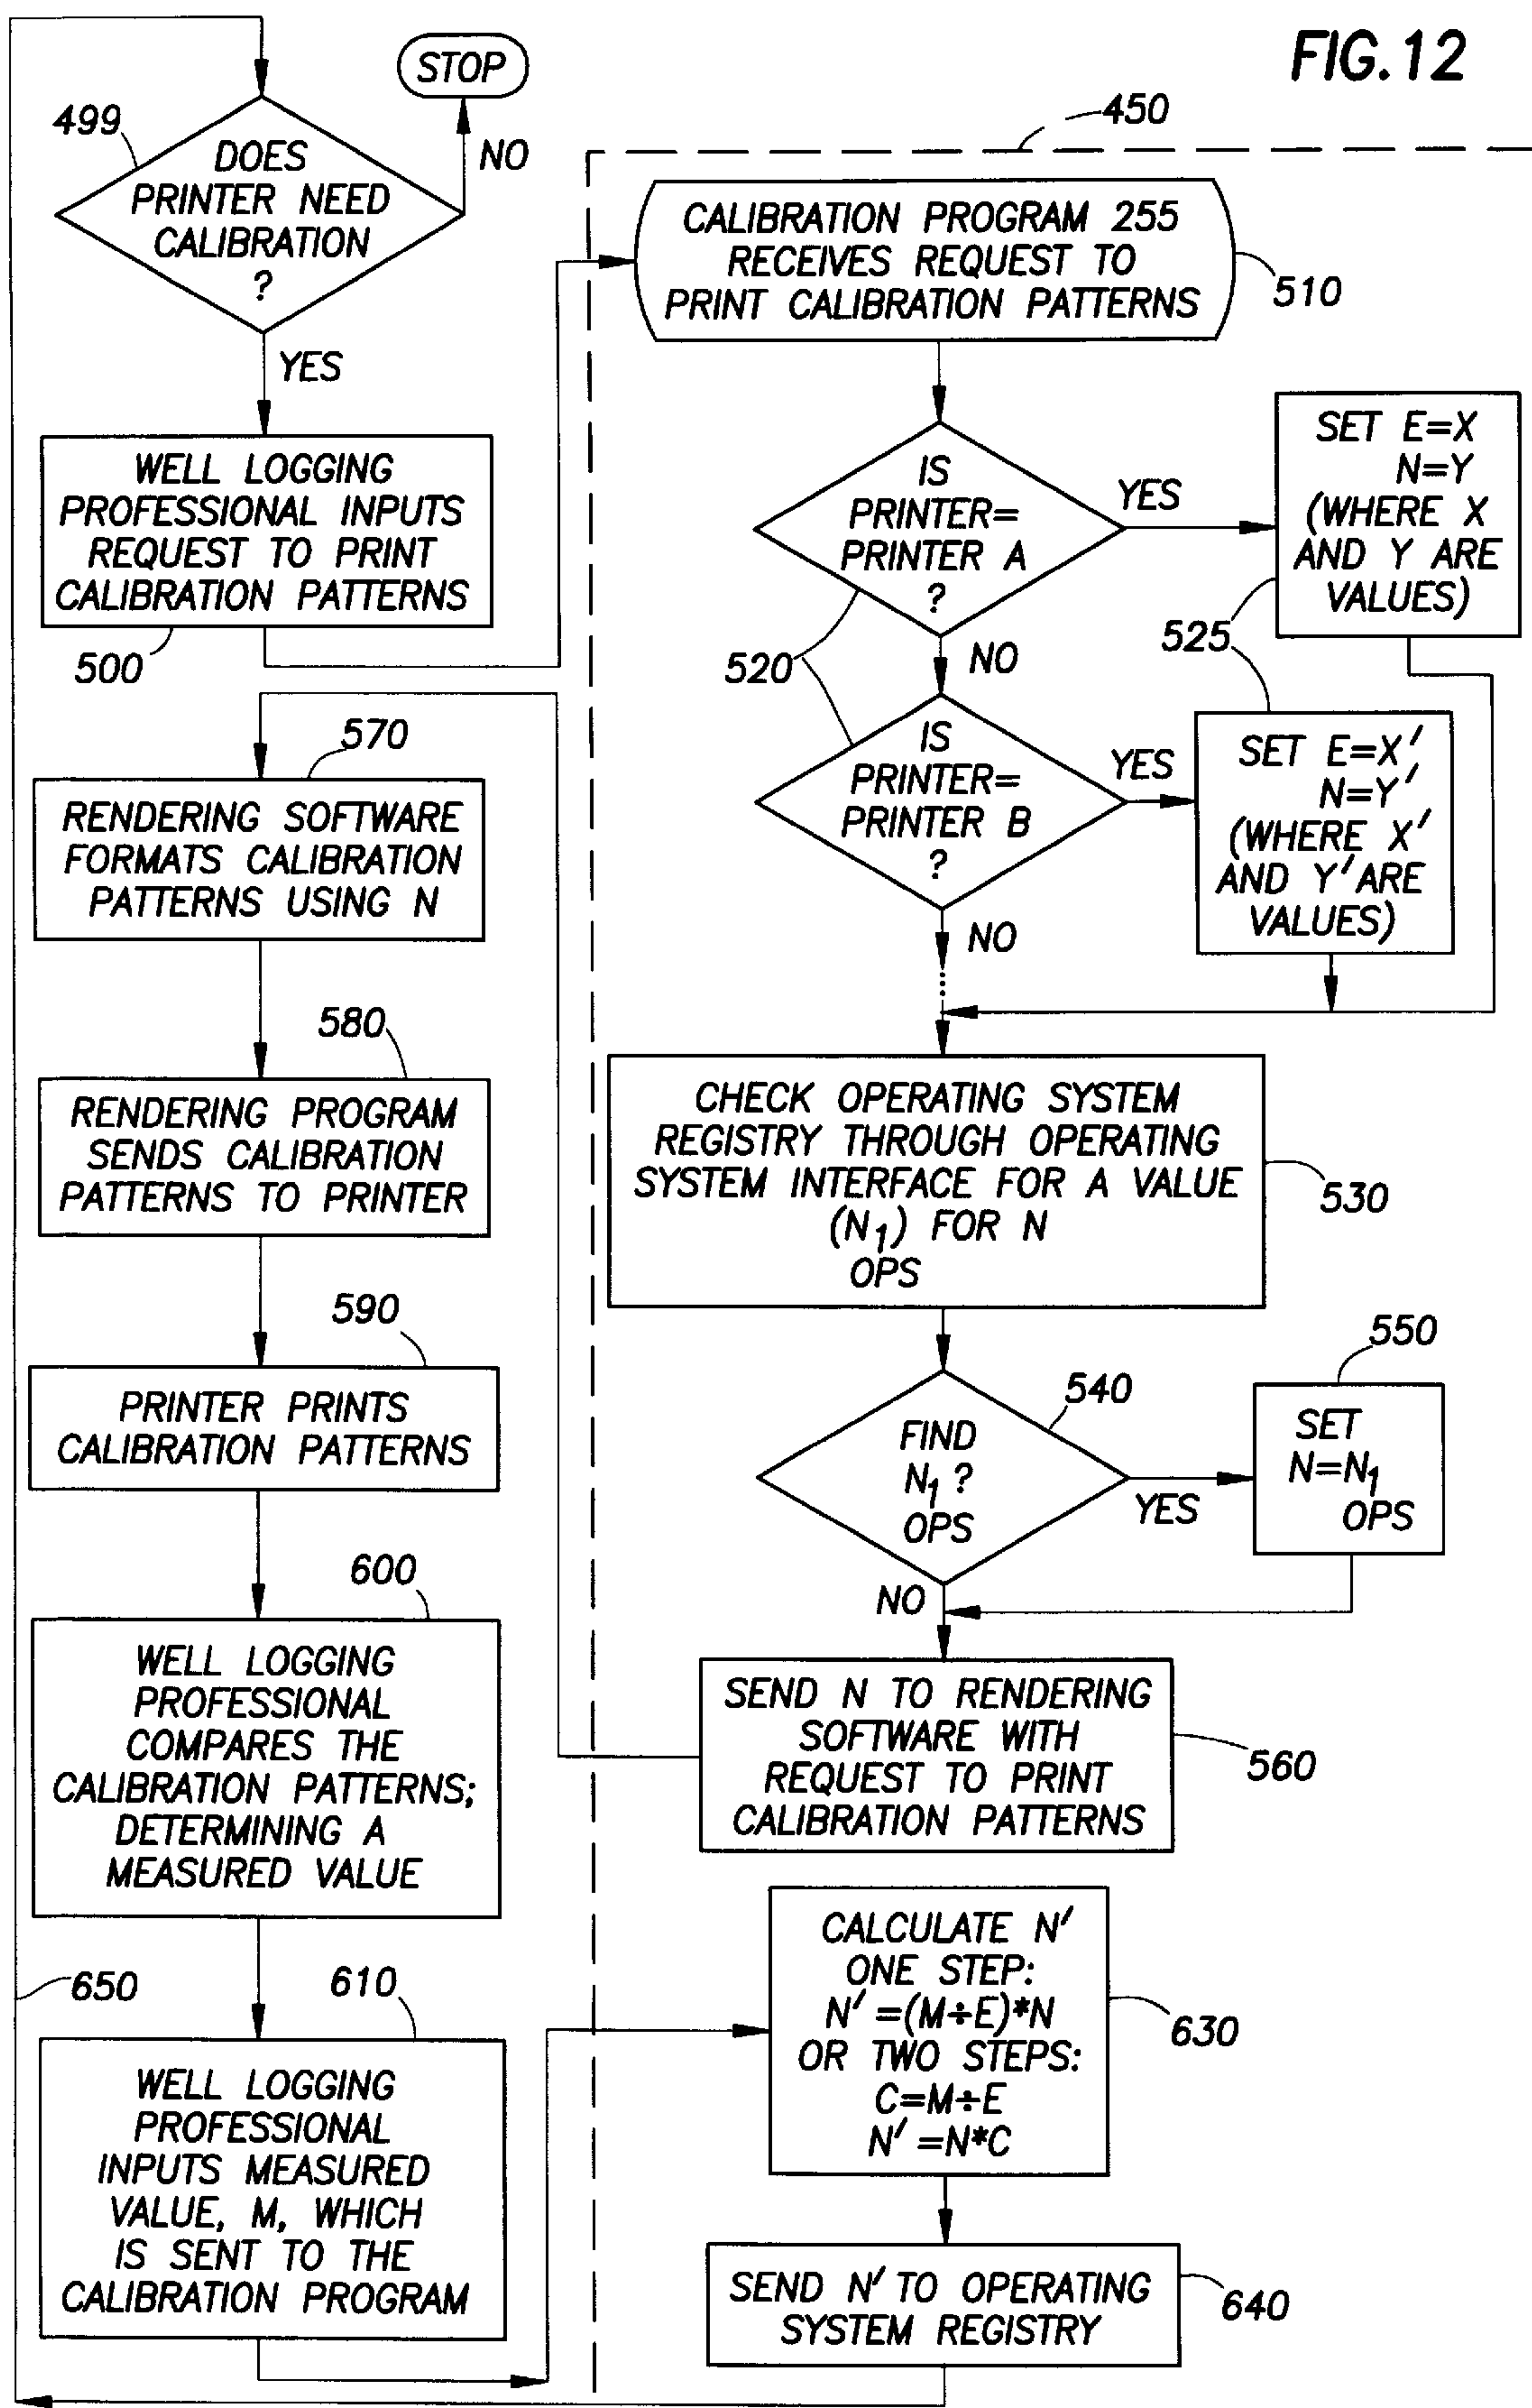 FIG.12
STOP
499
DOES
PRINTER NEED
CALIBRATION
?
NO
YES
WELL LOGGING
PROFESSIONAL INPUTS
REQUEST TO PRINT
CALIBRATION PATTERNS
500
450
CALIBRATION PROGRAM 255
RECEIVES REQUEST TO
PRINT CALIBRATION PATTERNS
510
IS
PRINTER=
PRINTER A
?
YES
SET E=X
N=Y
(WHERE X
AND Y ARE
VALUES)
525
520
NO
IS
PRINTER=
PRINTER B
?
YES
SET E=X'
N=Y'
(WHERE X'
AND Y' ARE
VALUES)
NO
CHECK OPERATING SYSTEM
REGISTRY THROUGH OPERATING
SYSTEM INTERFACE FOR A VALUE
(N1) FOR N
OPS
530
FIND
N1 ?
OPS
540
YES
550
SET
N=N1
OPS
NO
SEND N TO RENDERING
SOFTWARE WITH
REQUEST TO PRINT
CALIBRATION PATTERNS
560
570
RENDERING SOFTWARE
FORMATS CALIBRATION
PATTERNS USING N
580
RENDERING PROGRAM
SENDS CALIBRATION
PATTERNS TO PRINTER
590
PRINTER PRINTS
CALIBRATION PATTERNS
600
WELL LOGGING
PROFESSIONAL
COMPARES THE
CALIBRATION PATTERNS;
DETERMINING A
MEASURED VALUE
650
610
WELL LOGGING
PROFESSIONAL
INPUTS MEASURED
VALUE, M, WHICH
IS SENT TO THE
CALIBRATION PROGRAM
CALCULATE N'
ONE STEP:
N'=(M÷E)*N
OR TWO STEPS:
C=M÷E
N'=N*C
630
SEND N' TO OPERATING
SYSTEM REGISTRY
640